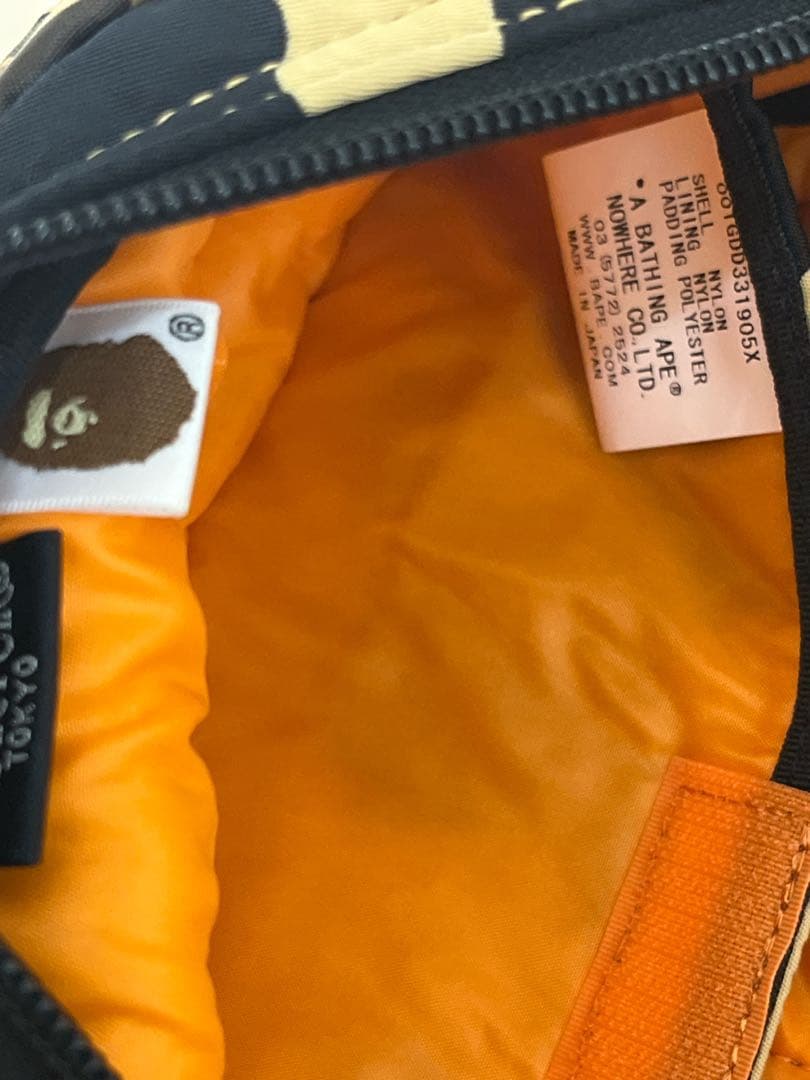 001GDD331905X
SHELL NYLON
LINING NYLON
PADDING POLYESTER
• A BATHING APE®
NOWHERE CO., LTD.
03 (5772) 2524
WWW BAPE COM
MADE IN JAPAN
®
TOKYO